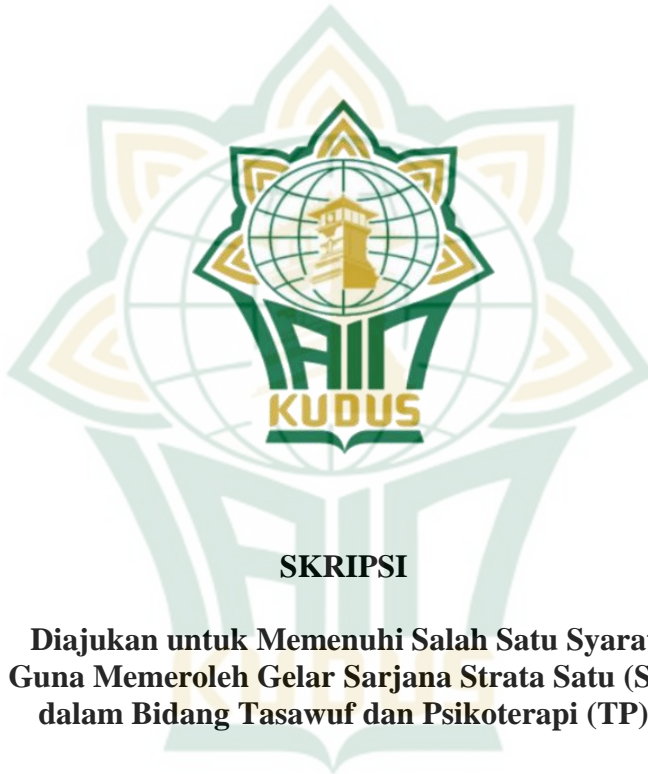 IAIN
KUDUS
SKRIPSI
Diajukan untuk Memenuhi Salah Satu Syarat
Guna Memeroleh Gelar Sarjana Strata Satu (S
dalam Bidang Tasawuf dan Psikoterapi (TP)